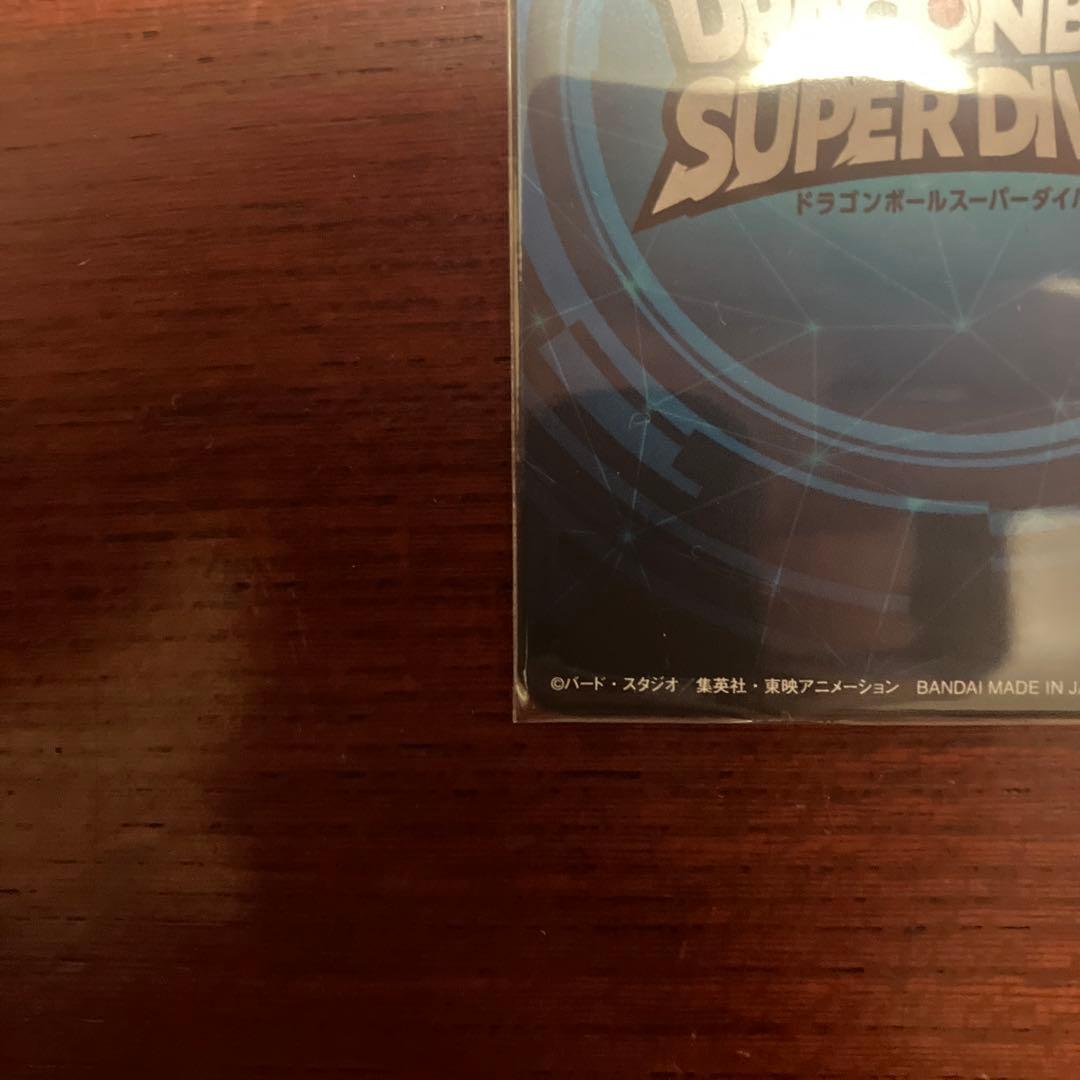 DRAGONB
SUPER DIV
ドラゴンボールスーパーダイバ
©バード・スタジオ/集英社・東映アニメーション BANDAI MADE IN JA